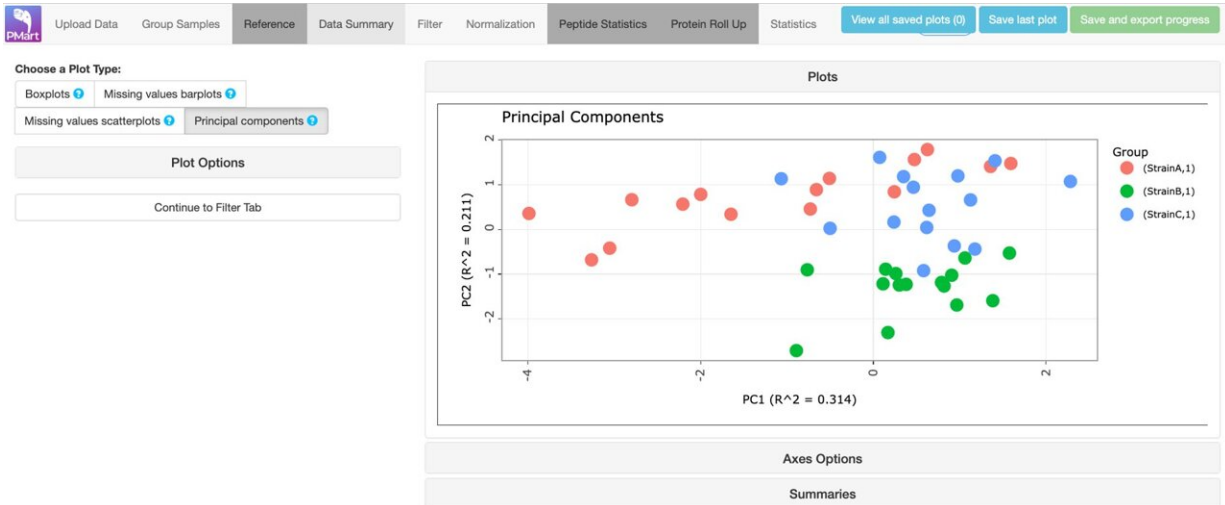 PMart
Upload Data
Group Samples
Reference
Data Summary
Filter
Normalization
Peptide Statistics
Protein Roll Up
Statistics
View all saved plots (0)
Save last plot
Save and export progress
Choose a Plot Type:
Boxplots ?
Missing values barplots ?
Missing values scatterplots ?
Principal components ?
Plot Options
Continue to Filter Tab
Plots
Principal Components
2
1
0
-1
-2
PC2 (R^2 = 0.211)
-4
-2
0
2
PC1 (R^2 = 0.314)
Group
(StrainA,1)
(StrainB,1)
(StrainC,1)
Axes Options
Summaries